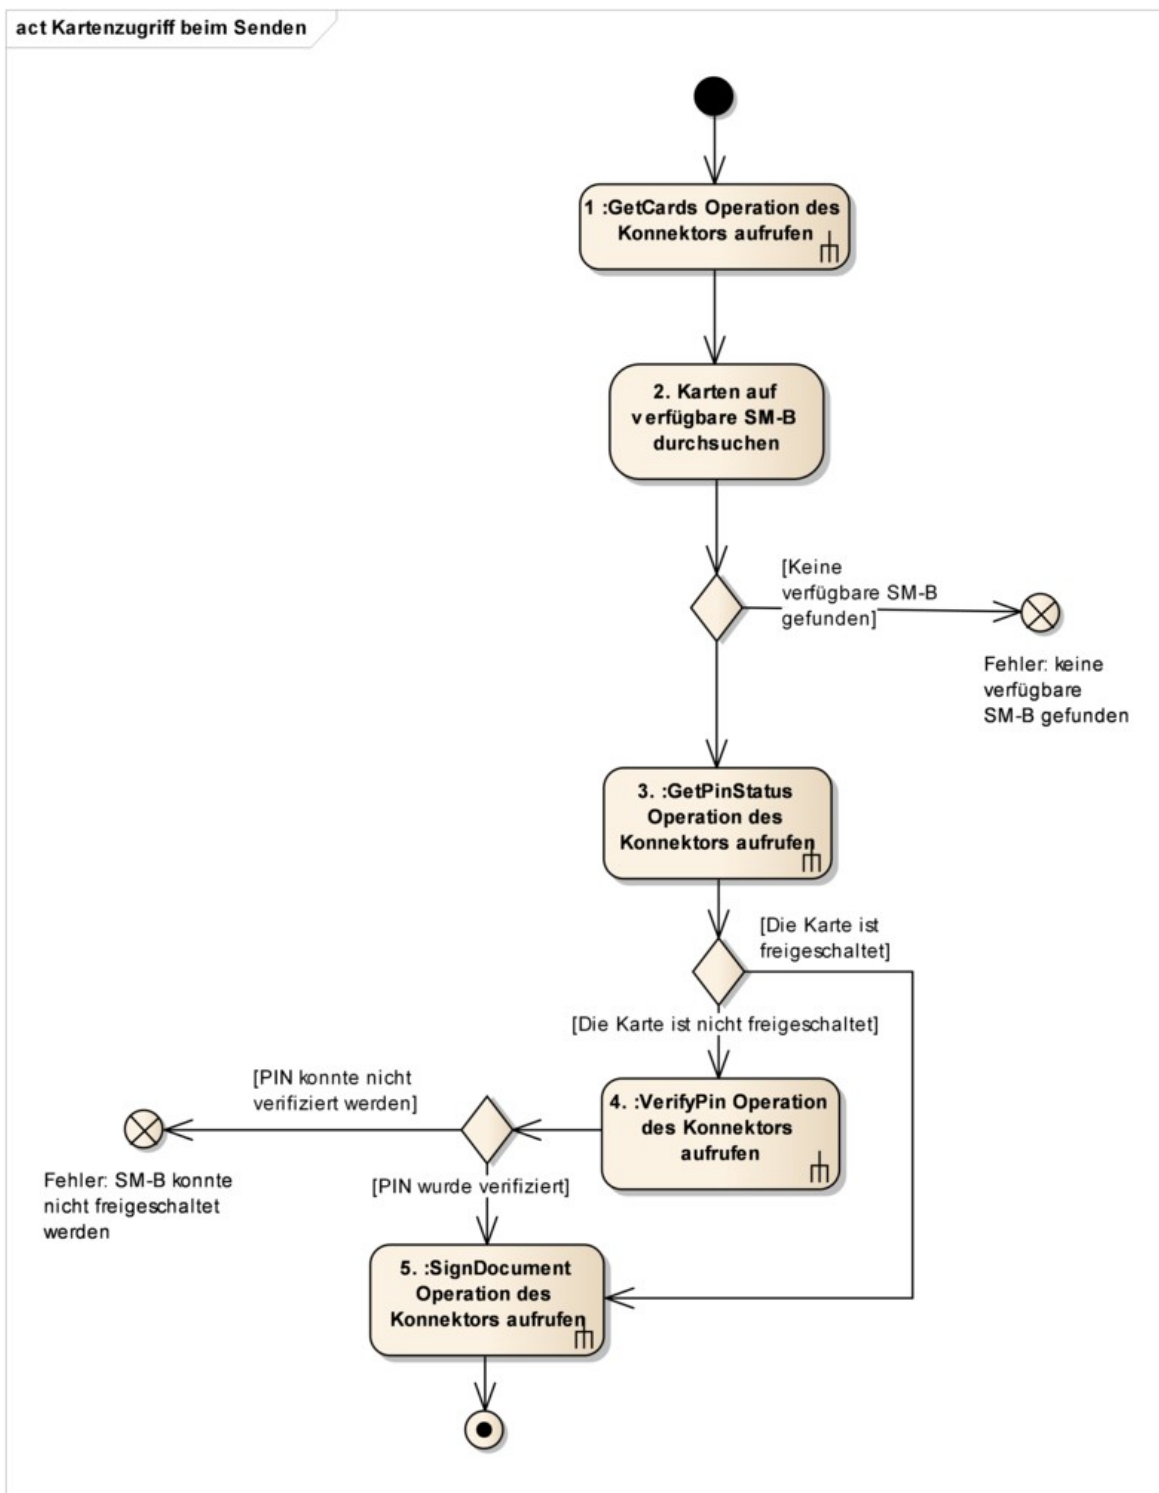 act Kartenzugriff beim Senden
1 :GetCards Operation des
Konnektors aufrufen
2. Karten auf
verfügbare SM-B
durchsuchen
[Keine
verfügbare SM-B
gefunden]
Fehler: keine
verfügbare
SM-B gefunden
3. :GetPinStatus
Operation des
Konnektors aufrufen
[Die Karte ist
freigeschaltet]
[Die Karte ist nicht freigeschaltet]
4. :VerifyPin Operation
des Konnektors
aufrufen
[PIN konnte nicht
verifiziert werden]
Fehler: SM-B konnte
nicht freigeschaltet
werden
[PIN wurde verifiziert]
5. :SignDocument
Operation des
Konnektors aufrufen